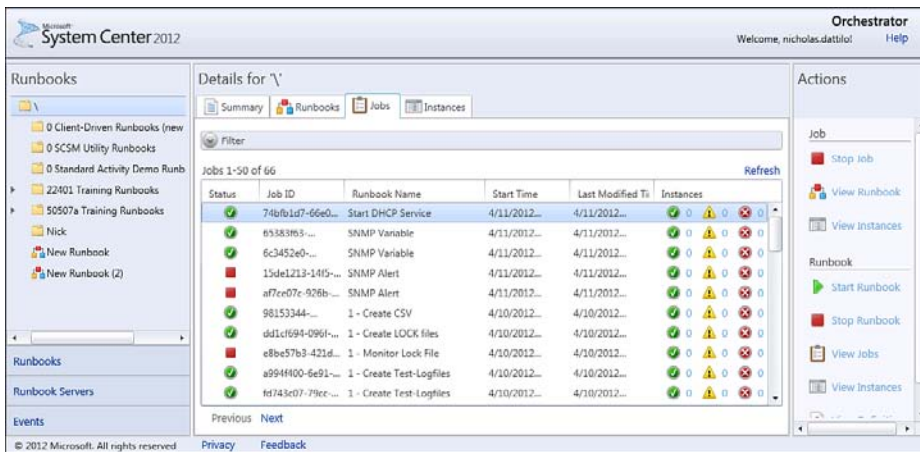 Microsoft
System Center 2012
Orchestrator
Welcome, nicholas.dattilo!
Help
Runbooks
\
0 Client-Driven Runbooks (new
0 SCSM Utility Runbooks
0 Standard Activity Demo Runb
22401 Training Runbooks
50507a Training Runbooks
Nick
New Runbook
New Runbook (2)
Runbooks
Runbook Servers
Events
Details for '\'
Summary Runbooks Jobs Instances
Filter
Jobs 1-50 of 66 Refresh
Status Job ID Runbook Name Start Time Last Modified Ti Instances
74bfb1d7-66e0... Start DHCP Service 4/11/2012... 4/11/2012... 0 0 0
65383f63-... SNMP Variable 4/11/2012... 4/11/2012... 0 0 0
6c3452e0-... SNMP Variable 4/11/2012... 4/11/2012... 0 0 0
15de1213-14f5-... SNMP Alert 4/11/2012... 4/11/2012... 0 0 0
af7ce07c-926b-... SNMP Alert 4/11/2012... 4/11/2012... 0 0 0
98153344-... 1 - Create CSV 4/10/2012... 4/10/2012... 0 0 0
dd1cf694-096f-... 1 - Create LOCK files 4/10/2012... 4/10/2012... 0 0 0
e8be57b3-421d... 1 - Monitor Lock File 4/10/2012... 4/10/2012... 0 0 0
a994f400-6e91-... 1 - Create Test-Logfiles 4/10/2012... 4/10/2012... 0 0 0
fd743c07-79cc-... 1 - Create Test-Logfiles 4/10/2012... 4/10/2012... 0 0 0
Previous Next
Actions
Job
Stop Job
View Runbook
View Instances
Runbook
Start Runbook
Stop Runbook
View Jobs
View Instances
© 2012 Microsoft. All rights reserved
Privacy Feedback